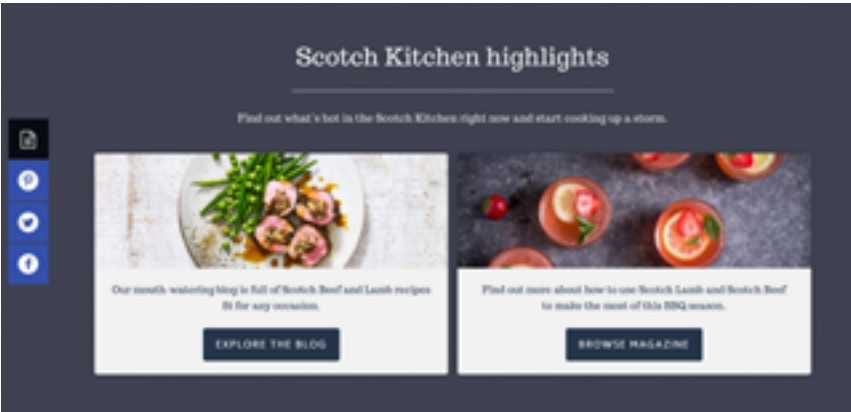 Scotch Kitchen highlights
Find out what's hot in the Scotch Kitchen right now and start cooking up a storm.
Our mouth-watering blog is full of Scotch Beef and Lamb recipes
fit for any occasion.
EXPLORE THE BLOG
Find out more about how to use Scotch Lamb and Scotch Beef
to make the most of this BBQ season.
BROWSE MAGAZINE